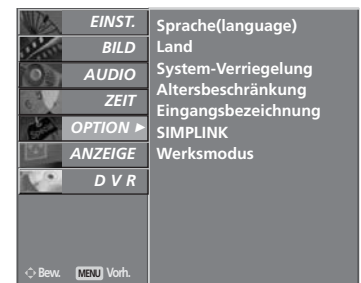 EINST.
BILD
AUDIO
ZEIT
OPTION ►
ANZEIGE
D V R
Sprache(language)
Land
System-Verriegelung
Altersbeschränkung
Eingangsbezeichnung
SIMPLINK
Werksmodus
Bew. MENU Vorh.